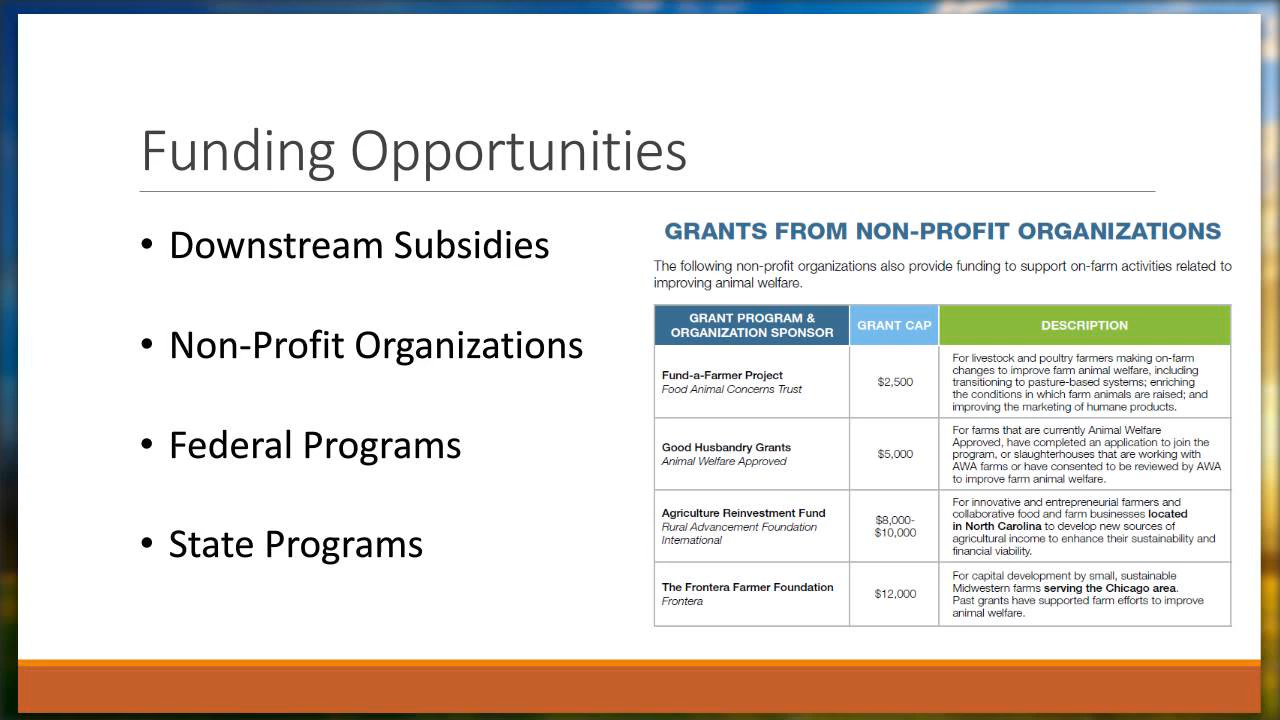 Funding Opportunities
• Downstream Subsidies
• Non-Profit Organizations
• Federal Programs
• State Programs
GRANTS FROM NON-PROFIT ORGANIZATIONS
The following non-profit organizations also provide funding to support on-farm activities related to
improving animal welfare.
GRANT PROGRAM &
ORGANIZATION SPONSOR
GRANT CAP
DESCRIPTION
Fund-a-Farmer Project
Food Animal Concerns Trust
$2,500
For livestock and poultry farmers making on-farm
changes to improve farm animal welfare, including
transitioning to pasture-based systems; enriching
the conditions in which farm animals are raised; and
improving the marketing of humane products.
Good Husbandry Grants
Animal Welfare Approved
$5,000
For farms that are currently Animal Welfare
Approved, have completed an application to join the
program, or slaughterhouses that are working with
AWA farms or have consented to be reviewed by AWA
to improve farm animal welfare.
Agriculture Reinvestment Fund
Rural Advancement Foundation
International
$8,000-
$10,000
For innovative and entrepreneurial farmers and
collaborative food and farm businesses located
in North Carolina to develop new sources of
agricultural income to enhance their sustainability and
financial viability.
The Frontera Farmer Foundation
Frontera
$12,000
For capital development by small, sustainable
Midwestern farms serving the Chicago area.
Past grants have supported farm efforts to improve
animal welfare.